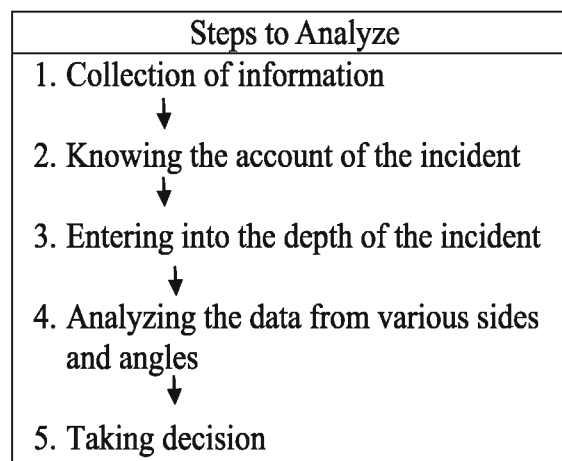 Steps to Analyze
1. Collection of information
2. Knowing the account of the incident
3. Entering into the depth of the incident
4. Analyzing the data from various sides
and angles
5. Taking decision